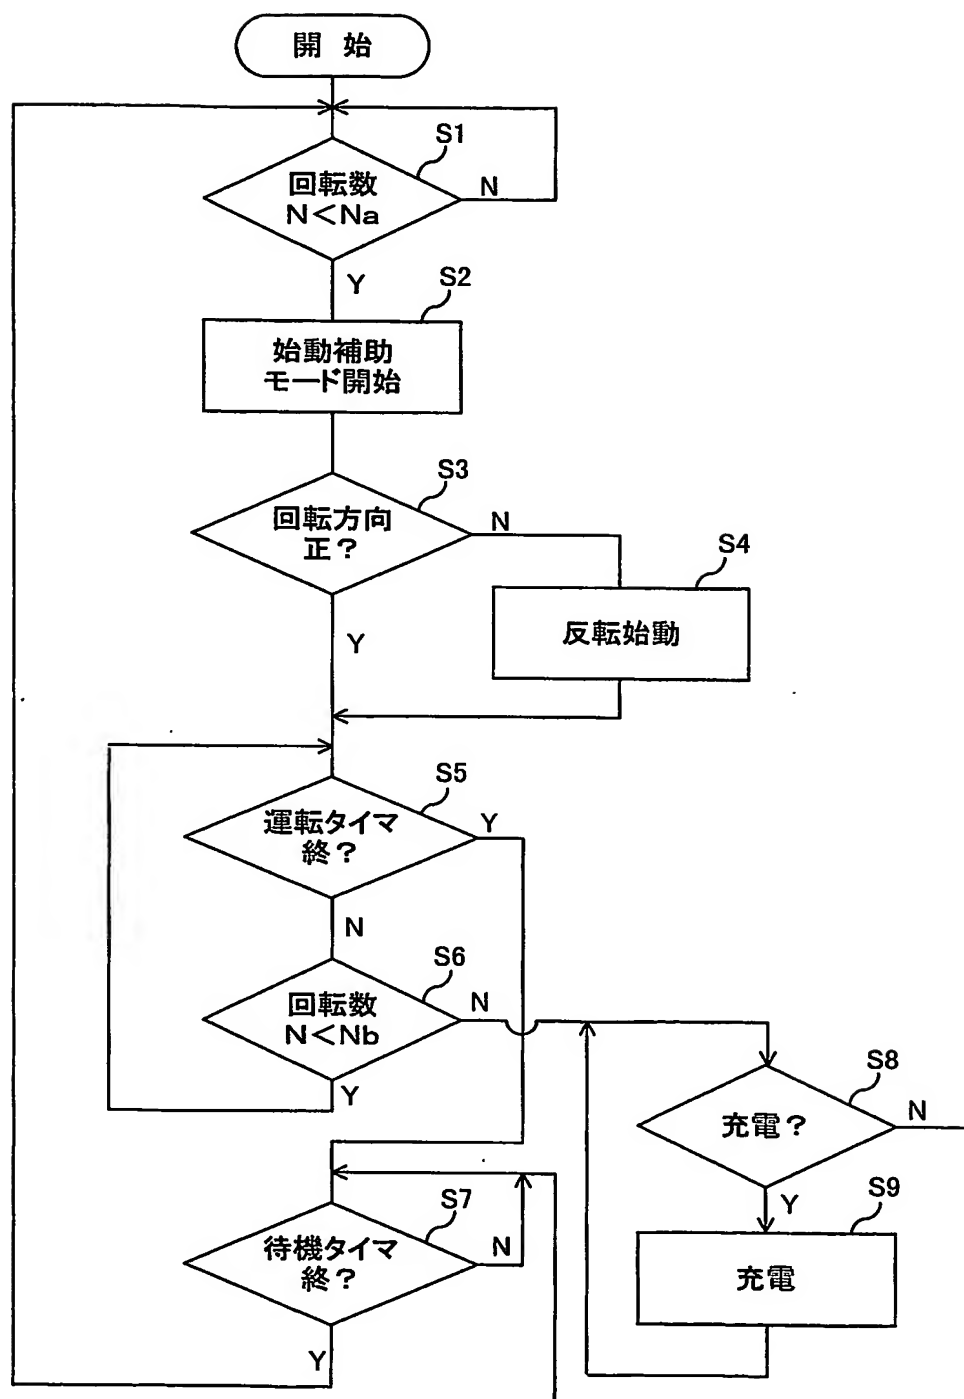 開 始
S1
回転数
N<Na
N
Y
S2
始動補助
モード開始
S3
回転方向
正?
N
Y
S4
反転始動
S5
運転タイマ
終?
Y
N
S6
回転数
N<Nb
N
Y
S8
充電?
N
Y
S9
充電
S7
待機タイマ
終?
N
Y